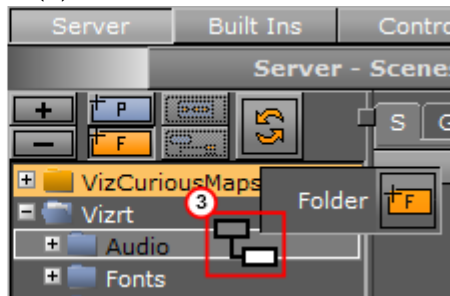 Server Built Ins Contro
Server - Scene
+ P
- F S G
VizCuriousMaps
3 Folder F
Vizrt
Audio
Fonts